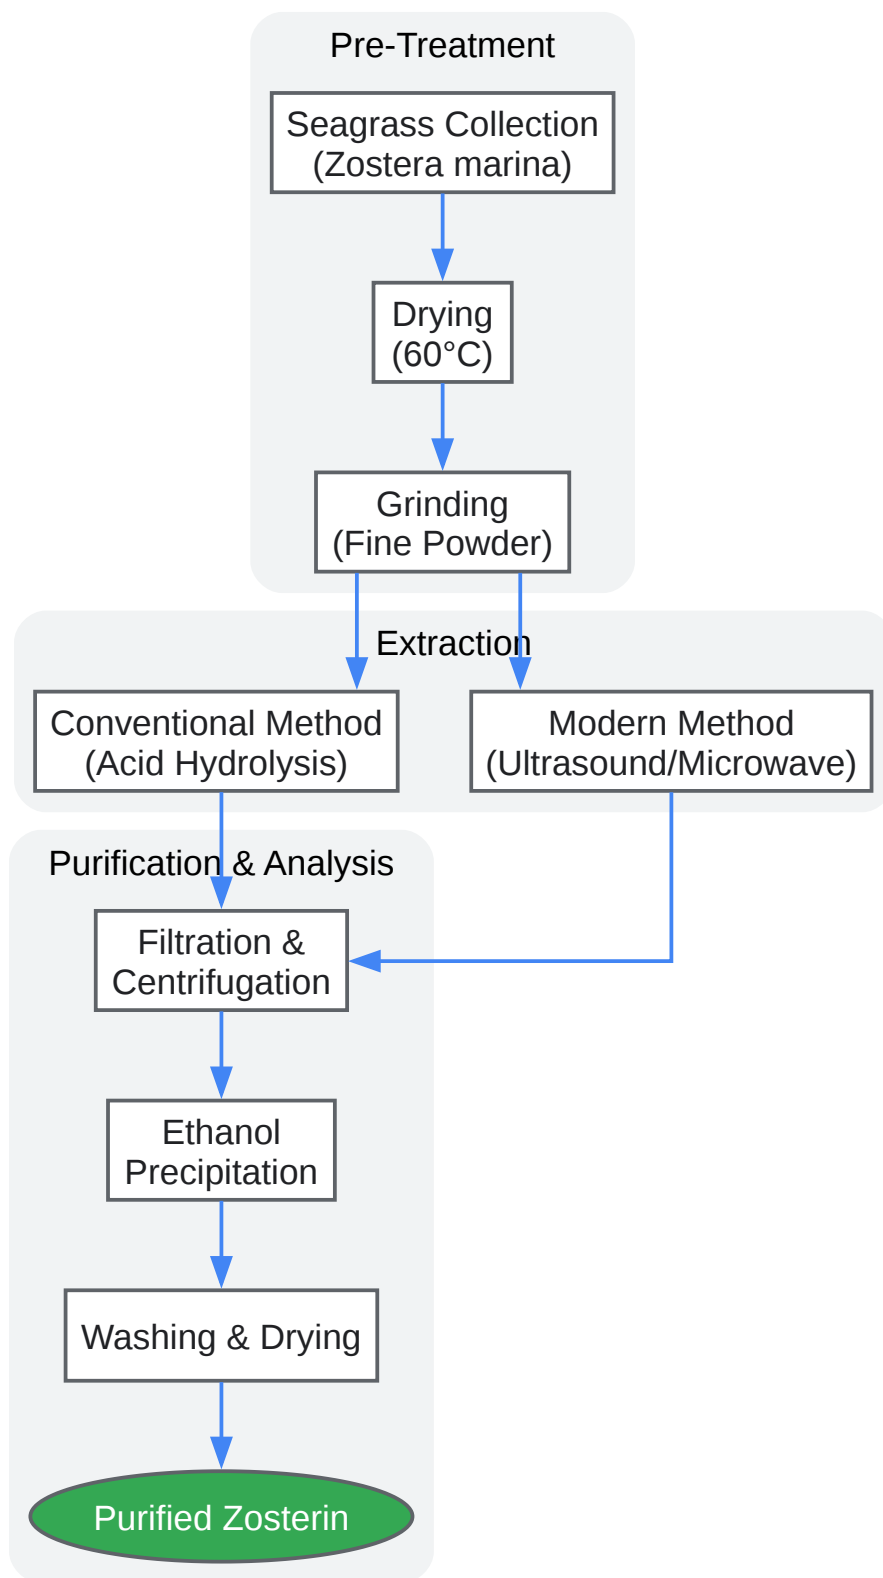 Pre-Treatment
Seagrass Collection
(Zostera marina)
Drying
(60°C)
Grinding
(Fine Powder)
Extraction
Conventional Method
(Acid Hydrolysis)
Modern Method
(Ultrasound/Microwave)
Purification & Analysis
Filtration &
Centrifugation
Ethanol
Precipitation
Washing & Drying
Purified Zosterin